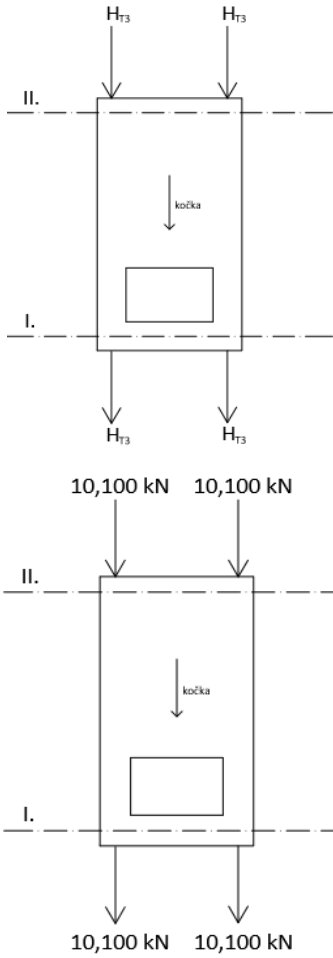 H_T3 H_T3
II.
kočka
I.
H_T3 H_T3
10,100 kN 10,100 kN
II.
kočka
I.
10,100 kN 10,100 kN